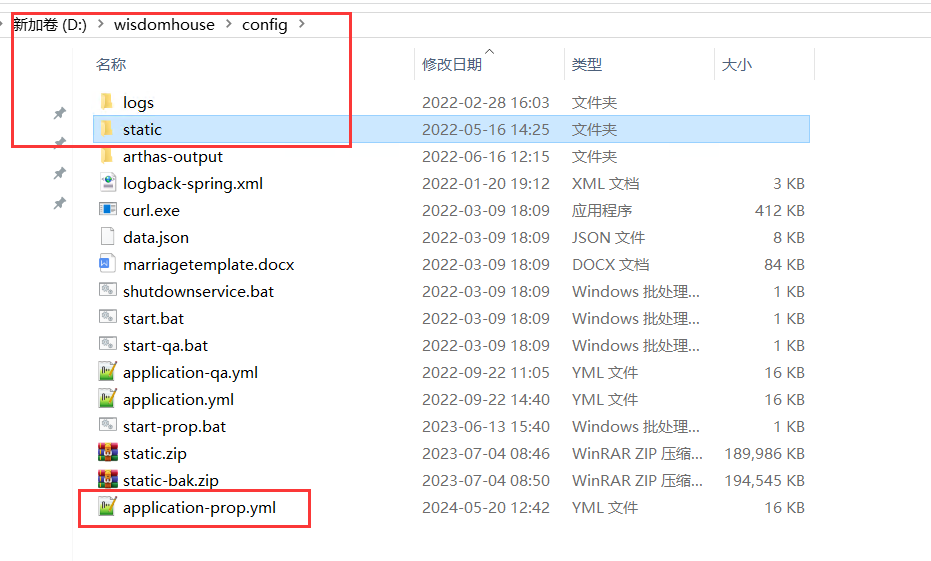 新加卷 (D:) > wisdomhouse > config >
名称 修改日期 类型 大小
logs 2022-02-28 16:03 文件夹
static 2022-05-16 14:25 文件夹
arthas-output 2022-06-16 12:15 文件夹
logback-spring.xml 2022-01-20 19:12 XML 文档 3 KB
curl.exe 2022-03-09 18:09 应用程序 412 KB
data.json 2022-03-09 18:09 JSON 文件 8 KB
marriagetemplate.docx 2022-03-09 18:09 DOCX 文档 84 KB
shutdownservice.bat 2022-03-09 18:09 Windows 批处理... 1 KB
start.bat 2022-03-09 18:09 Windows 批处理... 1 KB
start-qa.bat 2022-03-09 18:09 Windows 批处理... 1 KB
application-qa.yml 2022-09-22 11:05 YML 文件 16 KB
application.yml 2022-09-22 14:40 YML 文件 16 KB
start-prop.bat 2023-06-13 15:40 Windows 批处理... 1 KB
static.zip 2023-07-04 08:46 WinRAR ZIP 压缩... 189,986 KB
static-bak.zip 2023-07-04 08:50 WinRAR ZIP 压缩... 194,545 KB
application-prop.yml 2024-05-20 12:42 YML 文件 16 KB